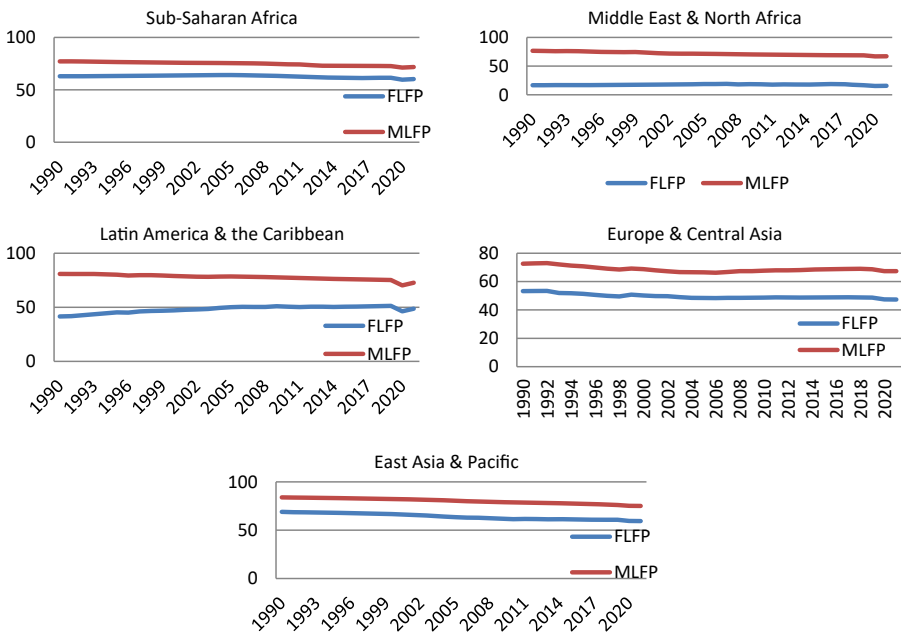 Sub-Saharan Africa
100
50
0
FLFP
MLFP
1990 1993 1996 1999 2002 2005 2008 2011 2014 2017 2020
Middle East & North Africa
100
50
0
1990 1993 1996 1999 2002 2005 2008 2011 2014 2017 2020
FLFP MLFP
Latin America & the Caribbean
100
50
0
FLFP
MLFP
1990 1993 1996 1999 2002 2005 2008 2011 2014 2017 2020
Europe & Central Asia
80
60
40
20
0
FLFP
MLFP
1990 1992 1994 1996 1998 2000 2002 2004 2006 2008 2010 2012 2014 2016 2018 2020
East Asia & Pacific
100
50
0
FLFP
MLFP
1990 1993 1996 1999 2002 2005 2008 2011 2014 2017 2020